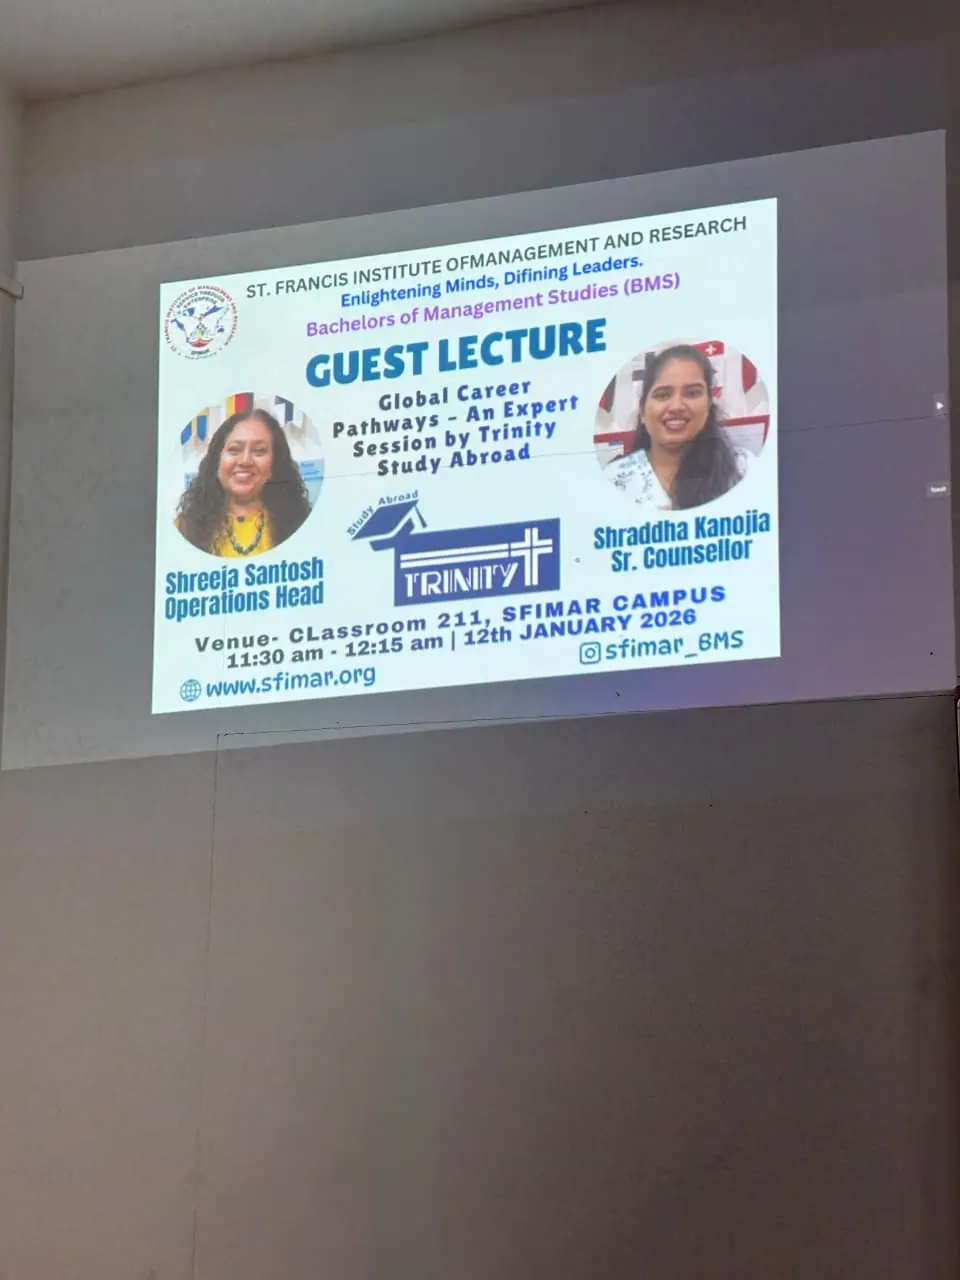 ST. FRANCIS INSTITUTE OFMANAGEMENT AND RESEARCH
Enlightening Minds, Difining Leaders.
Bachelors of Management Studies (BMS)
GUEST LECTURE
Global Career
Pathways - An Expert
Session by Trinity
Study Abroad
Study Abroad
TRINITY
Shreeja Santosh
Operations Head
Shraddha Kanojia
Sr. Counsellor
Venue- CLassroom 211, SFIMAR CAMPUS
11:30 am - 12:15 am | 12th JANUARY 2026
www.sfimar.org
sfimar_BMS